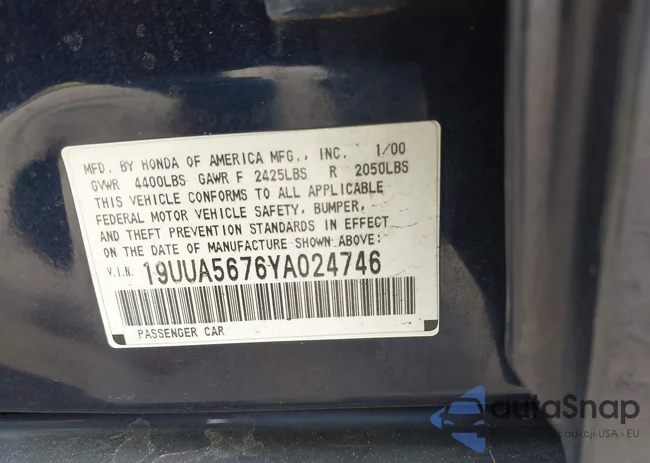 MFD. BY HONDA OF AMERICA MFG., INC. 1/00
GVWR 4400LBS GAWR F 2425LBS R 2050LBS
THIS VEHICLE CONFORMS TO ALL APPLICABLE
FEDERAL MOTOR VEHICLE SAFETY, BUMPER,
AND THEFT PREVENTION STANDARDS IN EFFECT
ON THE DATE OF MANUFACTURE SHOWN ABOVE:
V.I.N. 19UUA5676YA024746
PASSENGER CAR
autoSnap
aukcji USA - EU